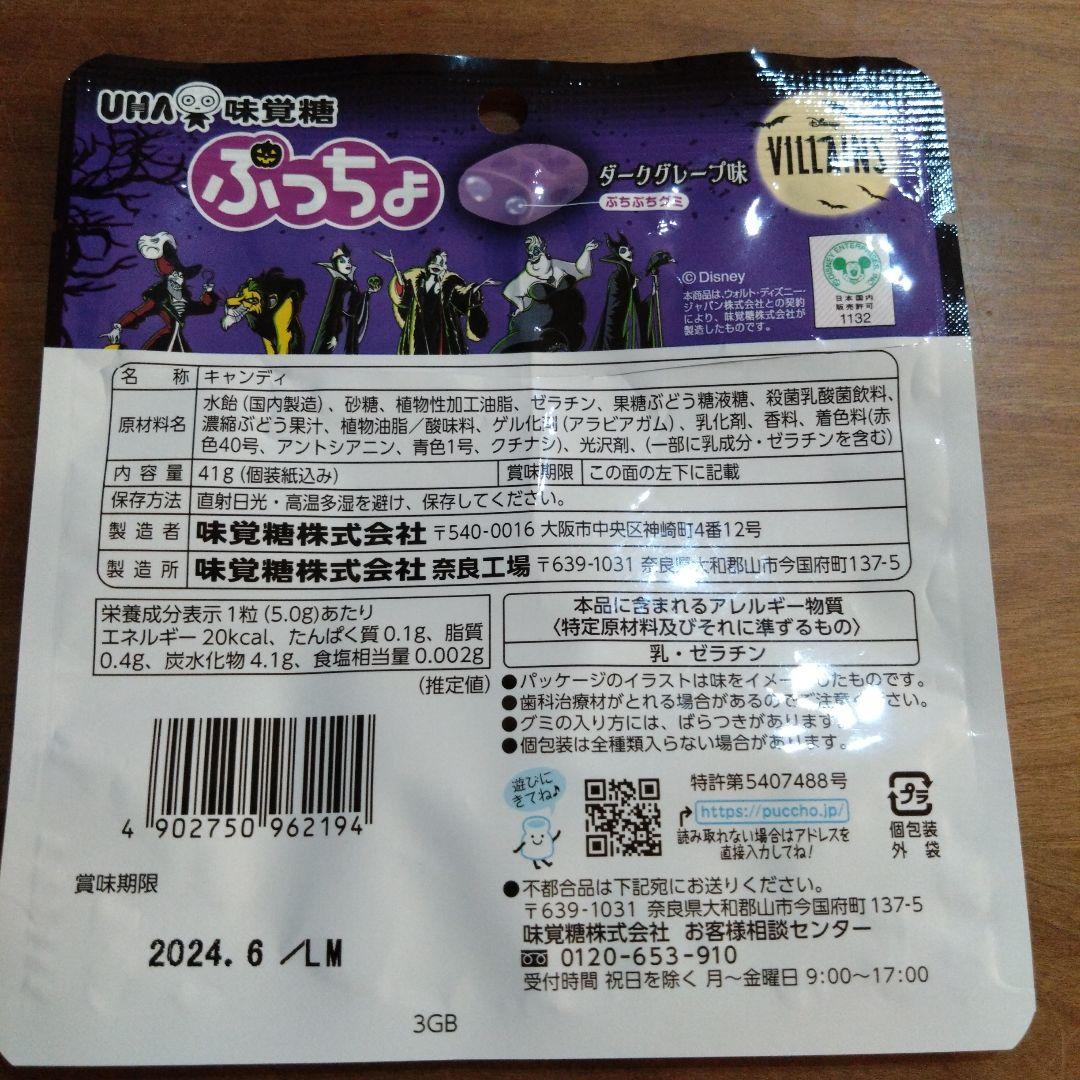 UHA味覚糖
ぷっちょ
ダークグレープ味
ぷちぷちグミ
Disney
VILLAINS
©Disney
本商品は、ウォルト・ディズニー・
ジャパン株式会社との契約
により、味覚糖株式会社が
製造したものです。
©DISNEY ENTERPRISES, INC.
日本国内
販売許可
1132
名 称 キャンディ
原材料名 水飴(国内製造)、砂糖、植物性加工油脂、ゼラチン、果糖ぶどう糖液糖、殺菌乳酸菌飲料、
濃縮ぶどう果汁、植物油脂/酸味料、ゲル化剤(アラビアガム)、乳化剤、香料、着色料(赤
色40号、アントシアニン、青色1号、クチナシ)、光沢剤、(一部に乳成分・ゼラチンを含む)
内容量 41g(個装紙込み) 賞味期限 この面の左下に記載
保存方法 直射日光・高温多湿を避け、保存してください。
製造者 味覚糖株式会社 〒540-0016 大阪市中央区神崎町4番12号
製造所 味覚糖株式会社 奈良工場 〒639-1031 奈良県大和郡山市今国府町137-5
栄養成分表示 1粒(5.0g)あたり
エネルギー 20kcal、たんぱく質 0.1g、脂質
0.4g、炭水化物 4.1g、食塩相当量 0.002g
(推定値)
本品に含まれるアレルギー物質
〈特定原材料及びそれに準ずるもの〉
乳・ゼラチン
●パッケージのイラストは味をイメージしたものです。
●歯科治療材がとれる場合があるのでご注意ください。
●グミの入り方には、ばらつきがあります。
●個包装は全種類入らない場合があります。
4 902750 962194
遊びに
きてね♪
特許第5407488号
https://puccho.jp/
読み取れない場合はアドレスを
直接入力してね!
プラ
個包装
外 袋
賞味期限
2024. 6 /LM
●不都合品は下記宛にお送りください。
〒639-1031 奈良県大和郡山市今国府町137-5
味覚糖株式会社 お客様相談センター
0120-653-910
受付時間 祝日を除く 月〜金曜日 9:00〜17:00
3GB